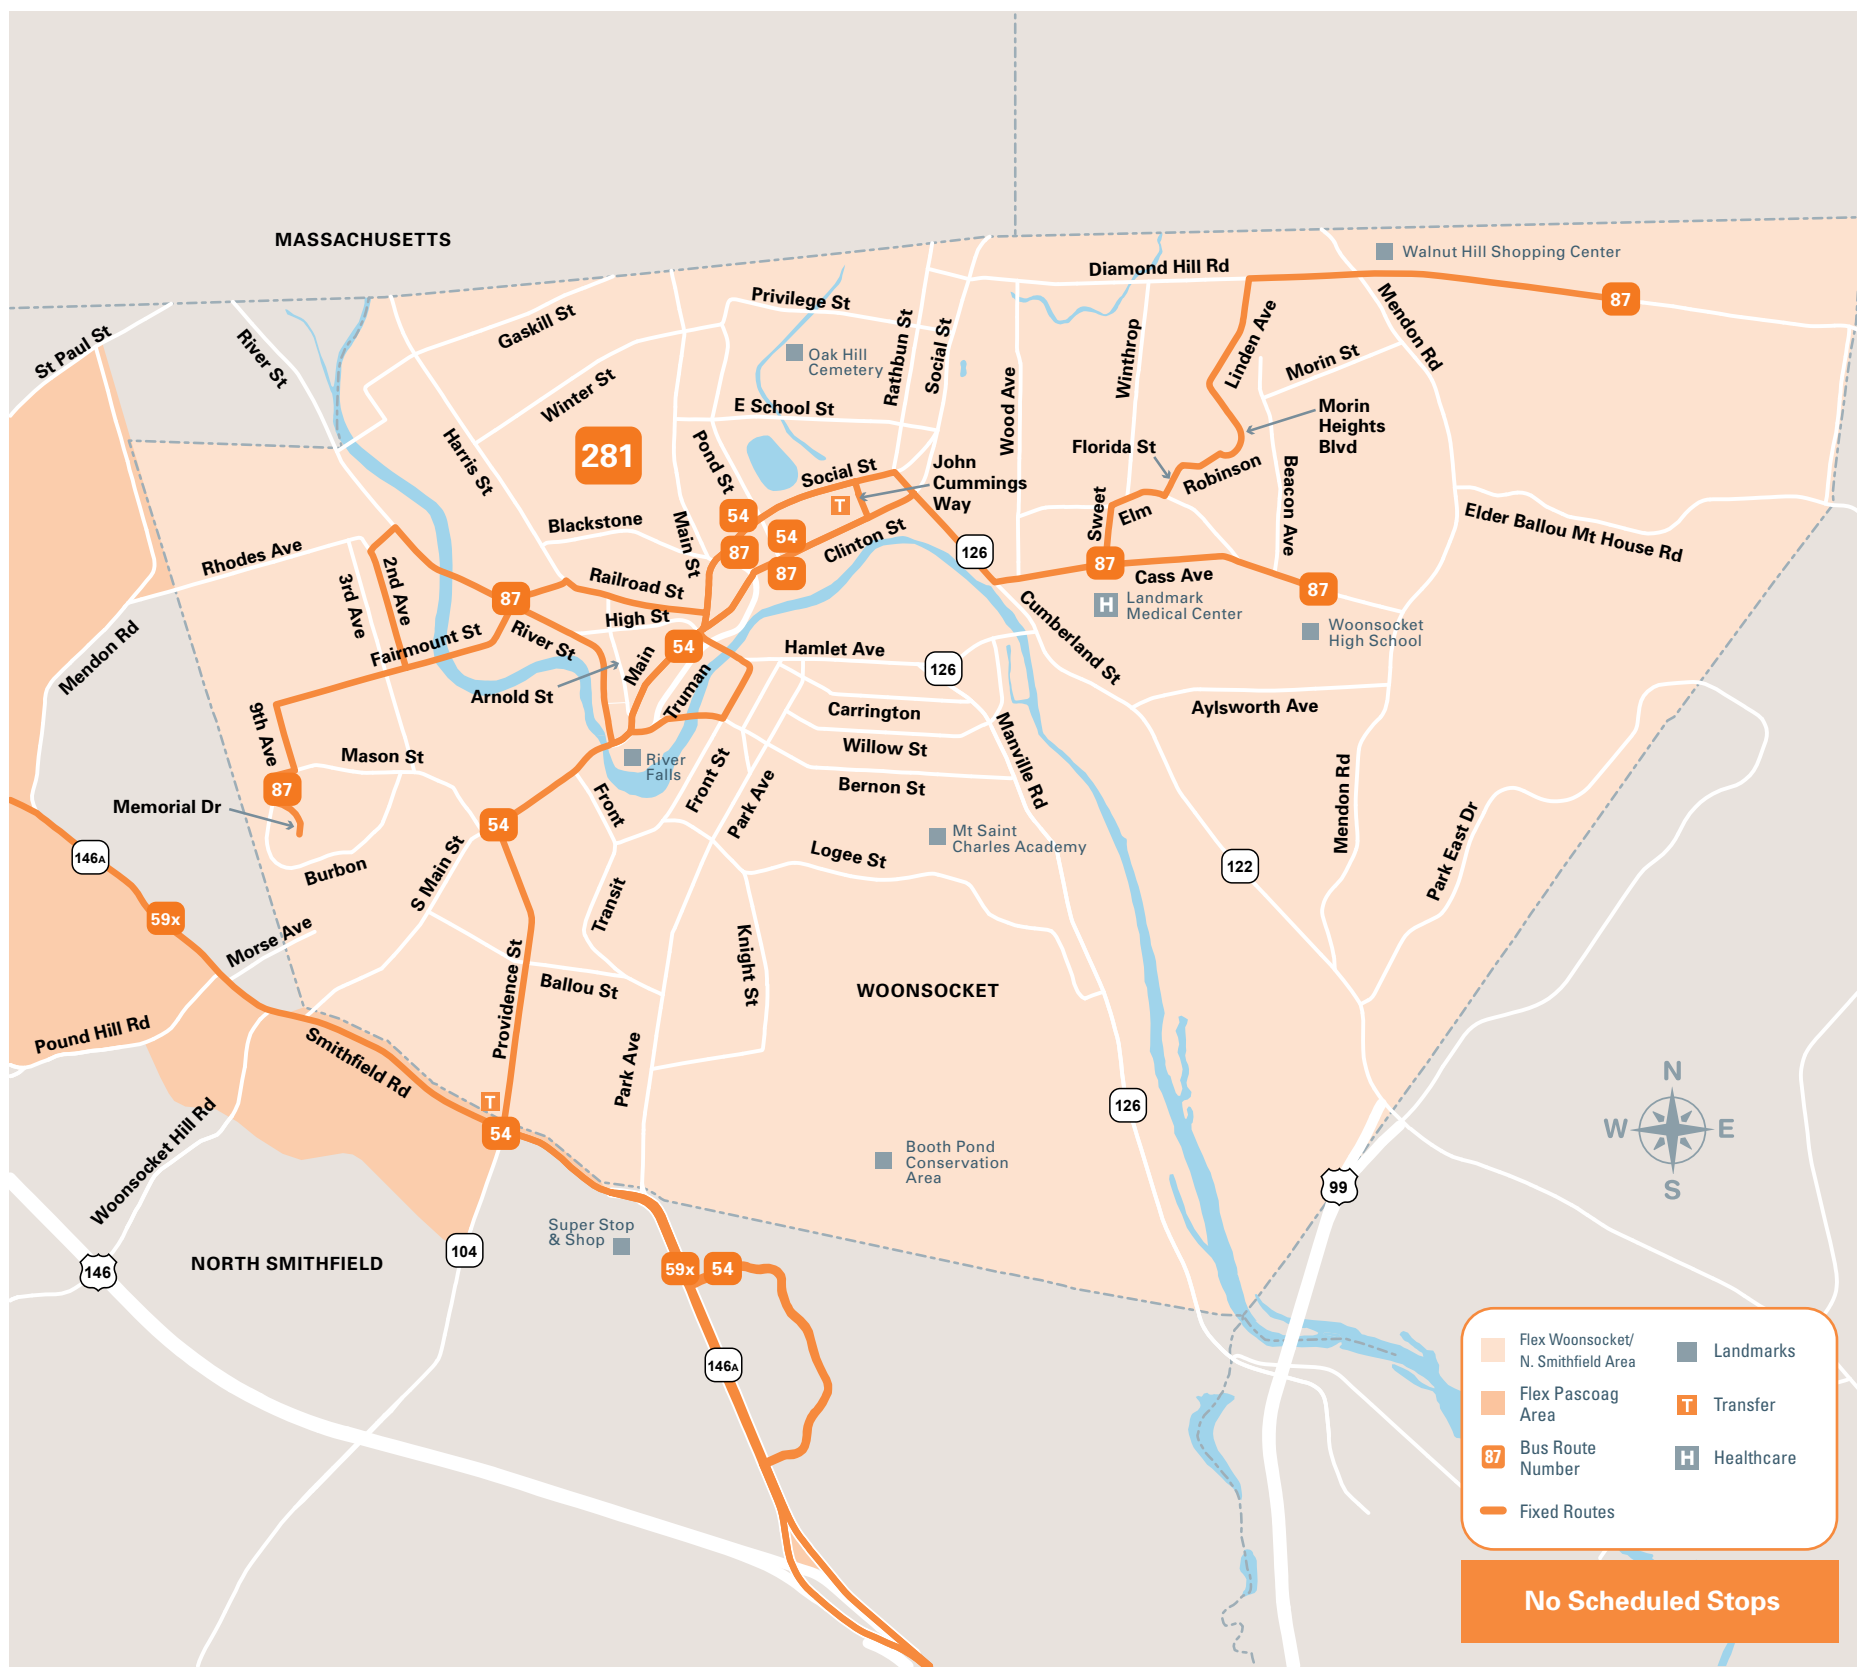 MASSACHUSETTS
Walnut Hill Shopping Center
Diamond Hill Rd
87
Privilege St
Mendon Rd
St Paul St
River St
Gaskill St
Rathbun St
Social St
Winthrop
Linden Ave
Morin St
Oak Hill
Cemetery
Wood Ave
Winter St
E School St
Morin
Heights
Blvd
281
Harris St
Pond St
Florida St
Social St
John
Cummings
Way
Robinson
Beacon Ave
T
Sweet
Elm
Elder Ballou Mt House Rd
54
54
Blackstone
Main St
Clinton St
126
87
87
87
Cass Ave
87
Rhodes Ave
2nd Ave
3rd Ave
Railroad St
H
Landmark
Medical Center
87
High St
Cumberland St
Woonsocket
High School
Fairmount St
River St
54
Hamlet Ave
Mendon Rd
Main
126
Arnold St
Truman
Carrington
Aylsworth Ave
9th Ave
Mason St
Willow St
Manville Rd
River
Falls
Front St
Bernon St
87
Park Ave
Mendon Rd
Memorial Dr
Front
54
Mt Saint
Charles Academy
Park East Dr
146A
S Main St
Logee St
122
Burbon
59x
Transit
Morse Ave
Knight St
Providence St
Ballou St
WOONSOCKET
Pound Hill Rd
Smithfield Rd
Park Ave
N
W
E
S
T
126
54
Woonsocket Hill Rd
Booth Pond
Conservation
Area
99
Super Stop
& Shop
104
NORTH SMITHFIELD
146
59x
54
146A
Flex Woonsocket/
N. Smithfield Area
Landmarks
Flex Pascoag
Area
T
Transfer
87
Bus Route
Number
H
Healthcare
Fixed Routes
No Scheduled Stops